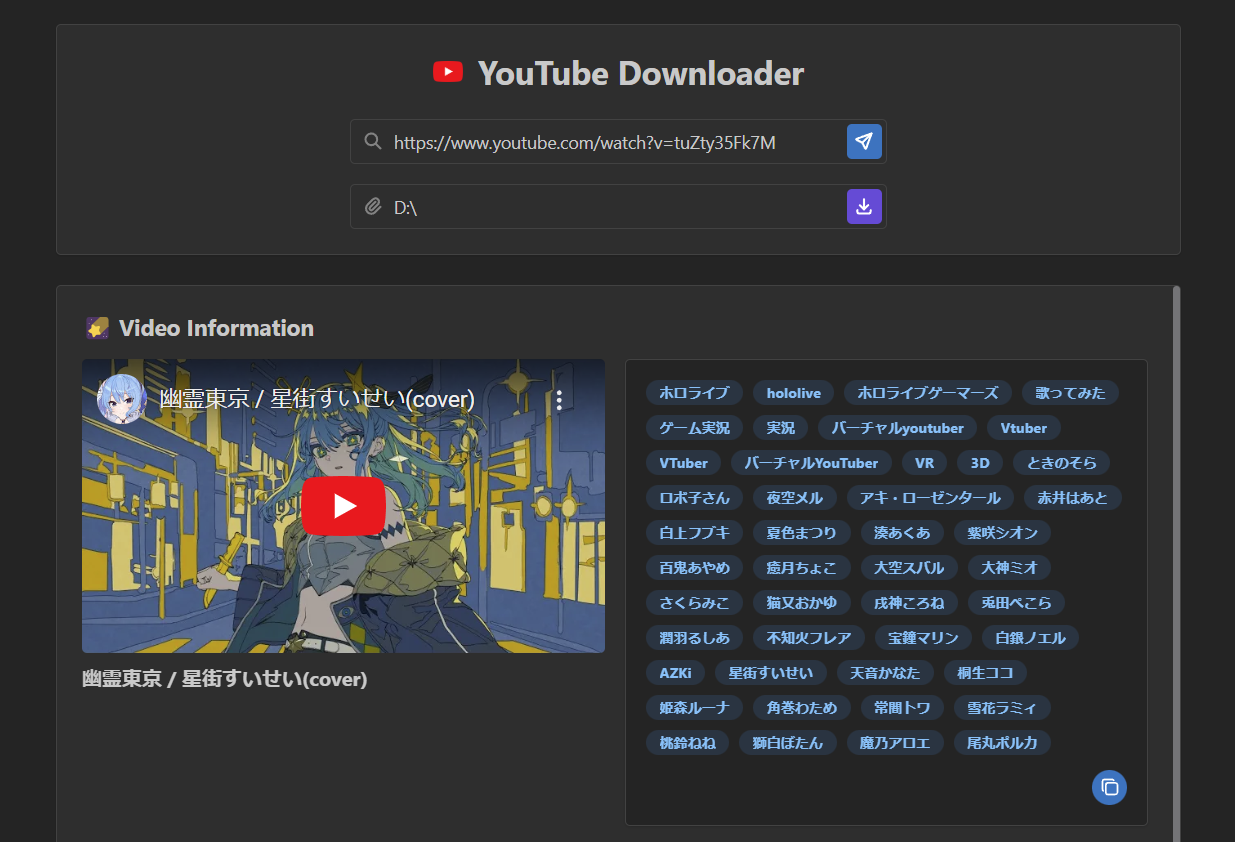 YouTube Downloader
https://www.youtube.com/watch?v=tuZty35Fk7M
D:\
Video Information
幽霊東京 / 星街すいせい(cover)
幽霊東京 / 星街すいせい(cover)
ホロライブ hololive ホロライブゲーマーズ 歌ってみた
ゲーム実況 実況 バーチャルyoutuber Vtuber
VTuber バーチャルYouTuber VR 3D ときのそら
ロボ子さん 夜空メル アキ・ローゼンタール 赤井はあと
白上フブキ 夏色まつり 湊あくあ 紫咲シオン
百鬼あやめ 癒月ちょこ 大空スバル 大神ミオ
さくらみこ 猫又おかゆ 戌神ころね 兎田ぺこら
潤羽るしあ 不知火フレア 宝鐘マリン 白銀ノエル
AZKi 星街すいせい 天音かなた 桐生ココ
姫森ルーナ 角巻わため 常闇トワ 雪花ラミィ
桃鈴ねね 獅白ぼたん 魔乃アロエ 尾丸ポルカ